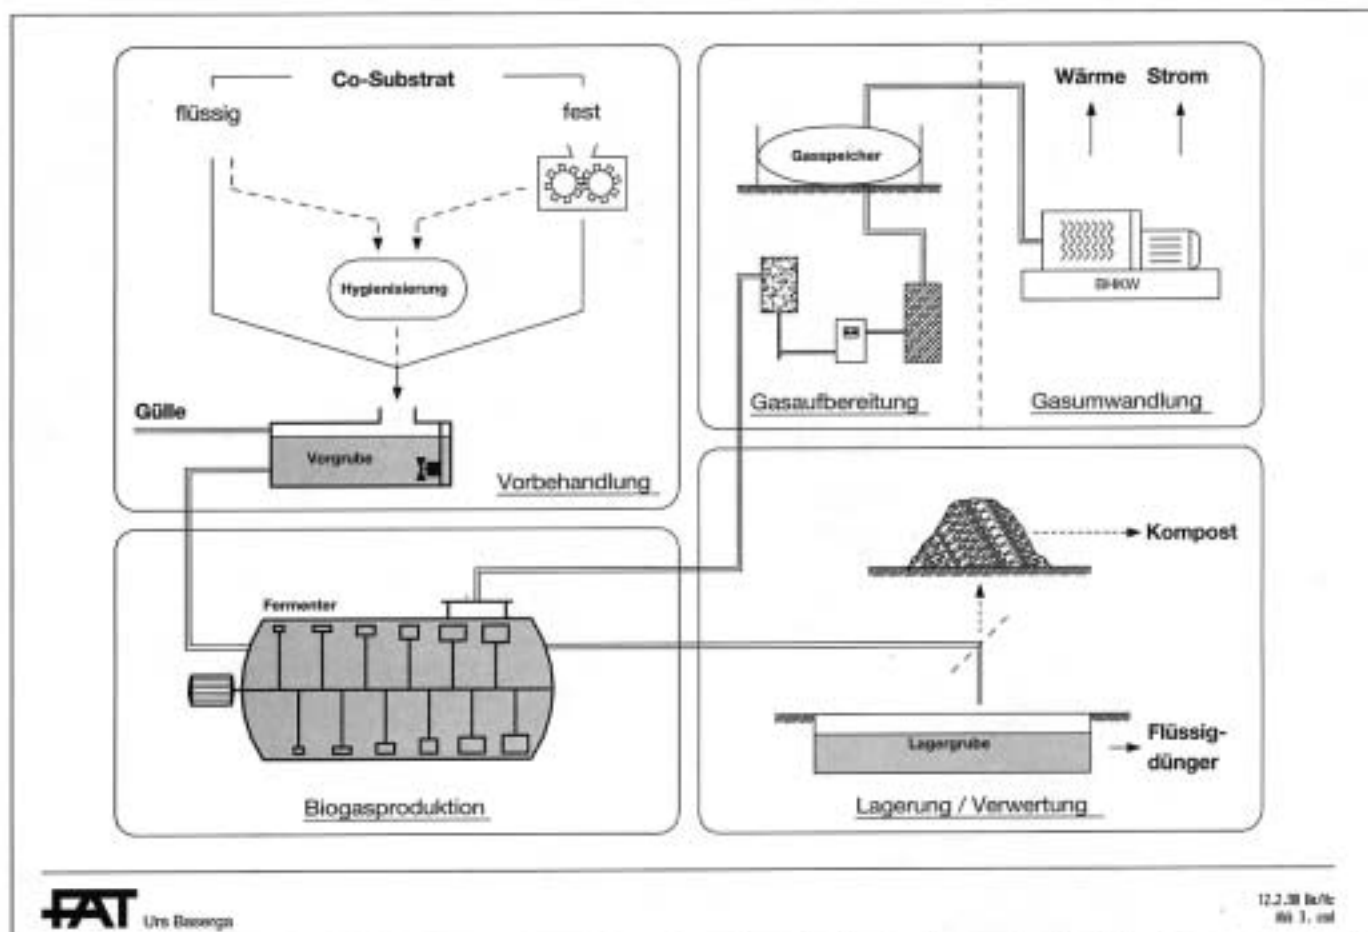 Co-Substrat
flüssig
fest
Hygienisierung
Gülle
Vorgrube
Vorbehandlung
Wärme Strom
Gasspeicher
BHKW
Gasaufbereitung
Gasumwandlung
Fermenter
Biogasproduktion
Kompost
Lagergrube
Flüssig-
dünger
Lagerung / Verwertung
FAT Urs Baserga